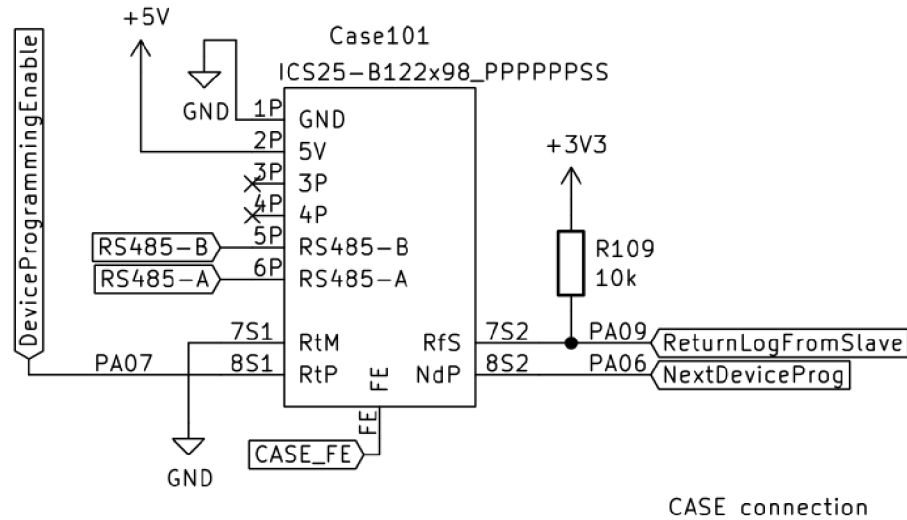 +5V
Case101
ICS25-B122x98_PPPPPPSS
DeviceProgrammingEnable
GND
1P GND
2P 5V
+3V3
3P 3P
4P 4P
RS485-B 5P RS485-B
R109
RS485-A 6P RS485-A
10k
7S1 RtM RfS 7S2 PA09 ReturnLogFromSlave
PA07 8S1 RtP FE NdP 8S2 PA06 NextDeviceProg
FE
CASE_FE
GND
CASE connection